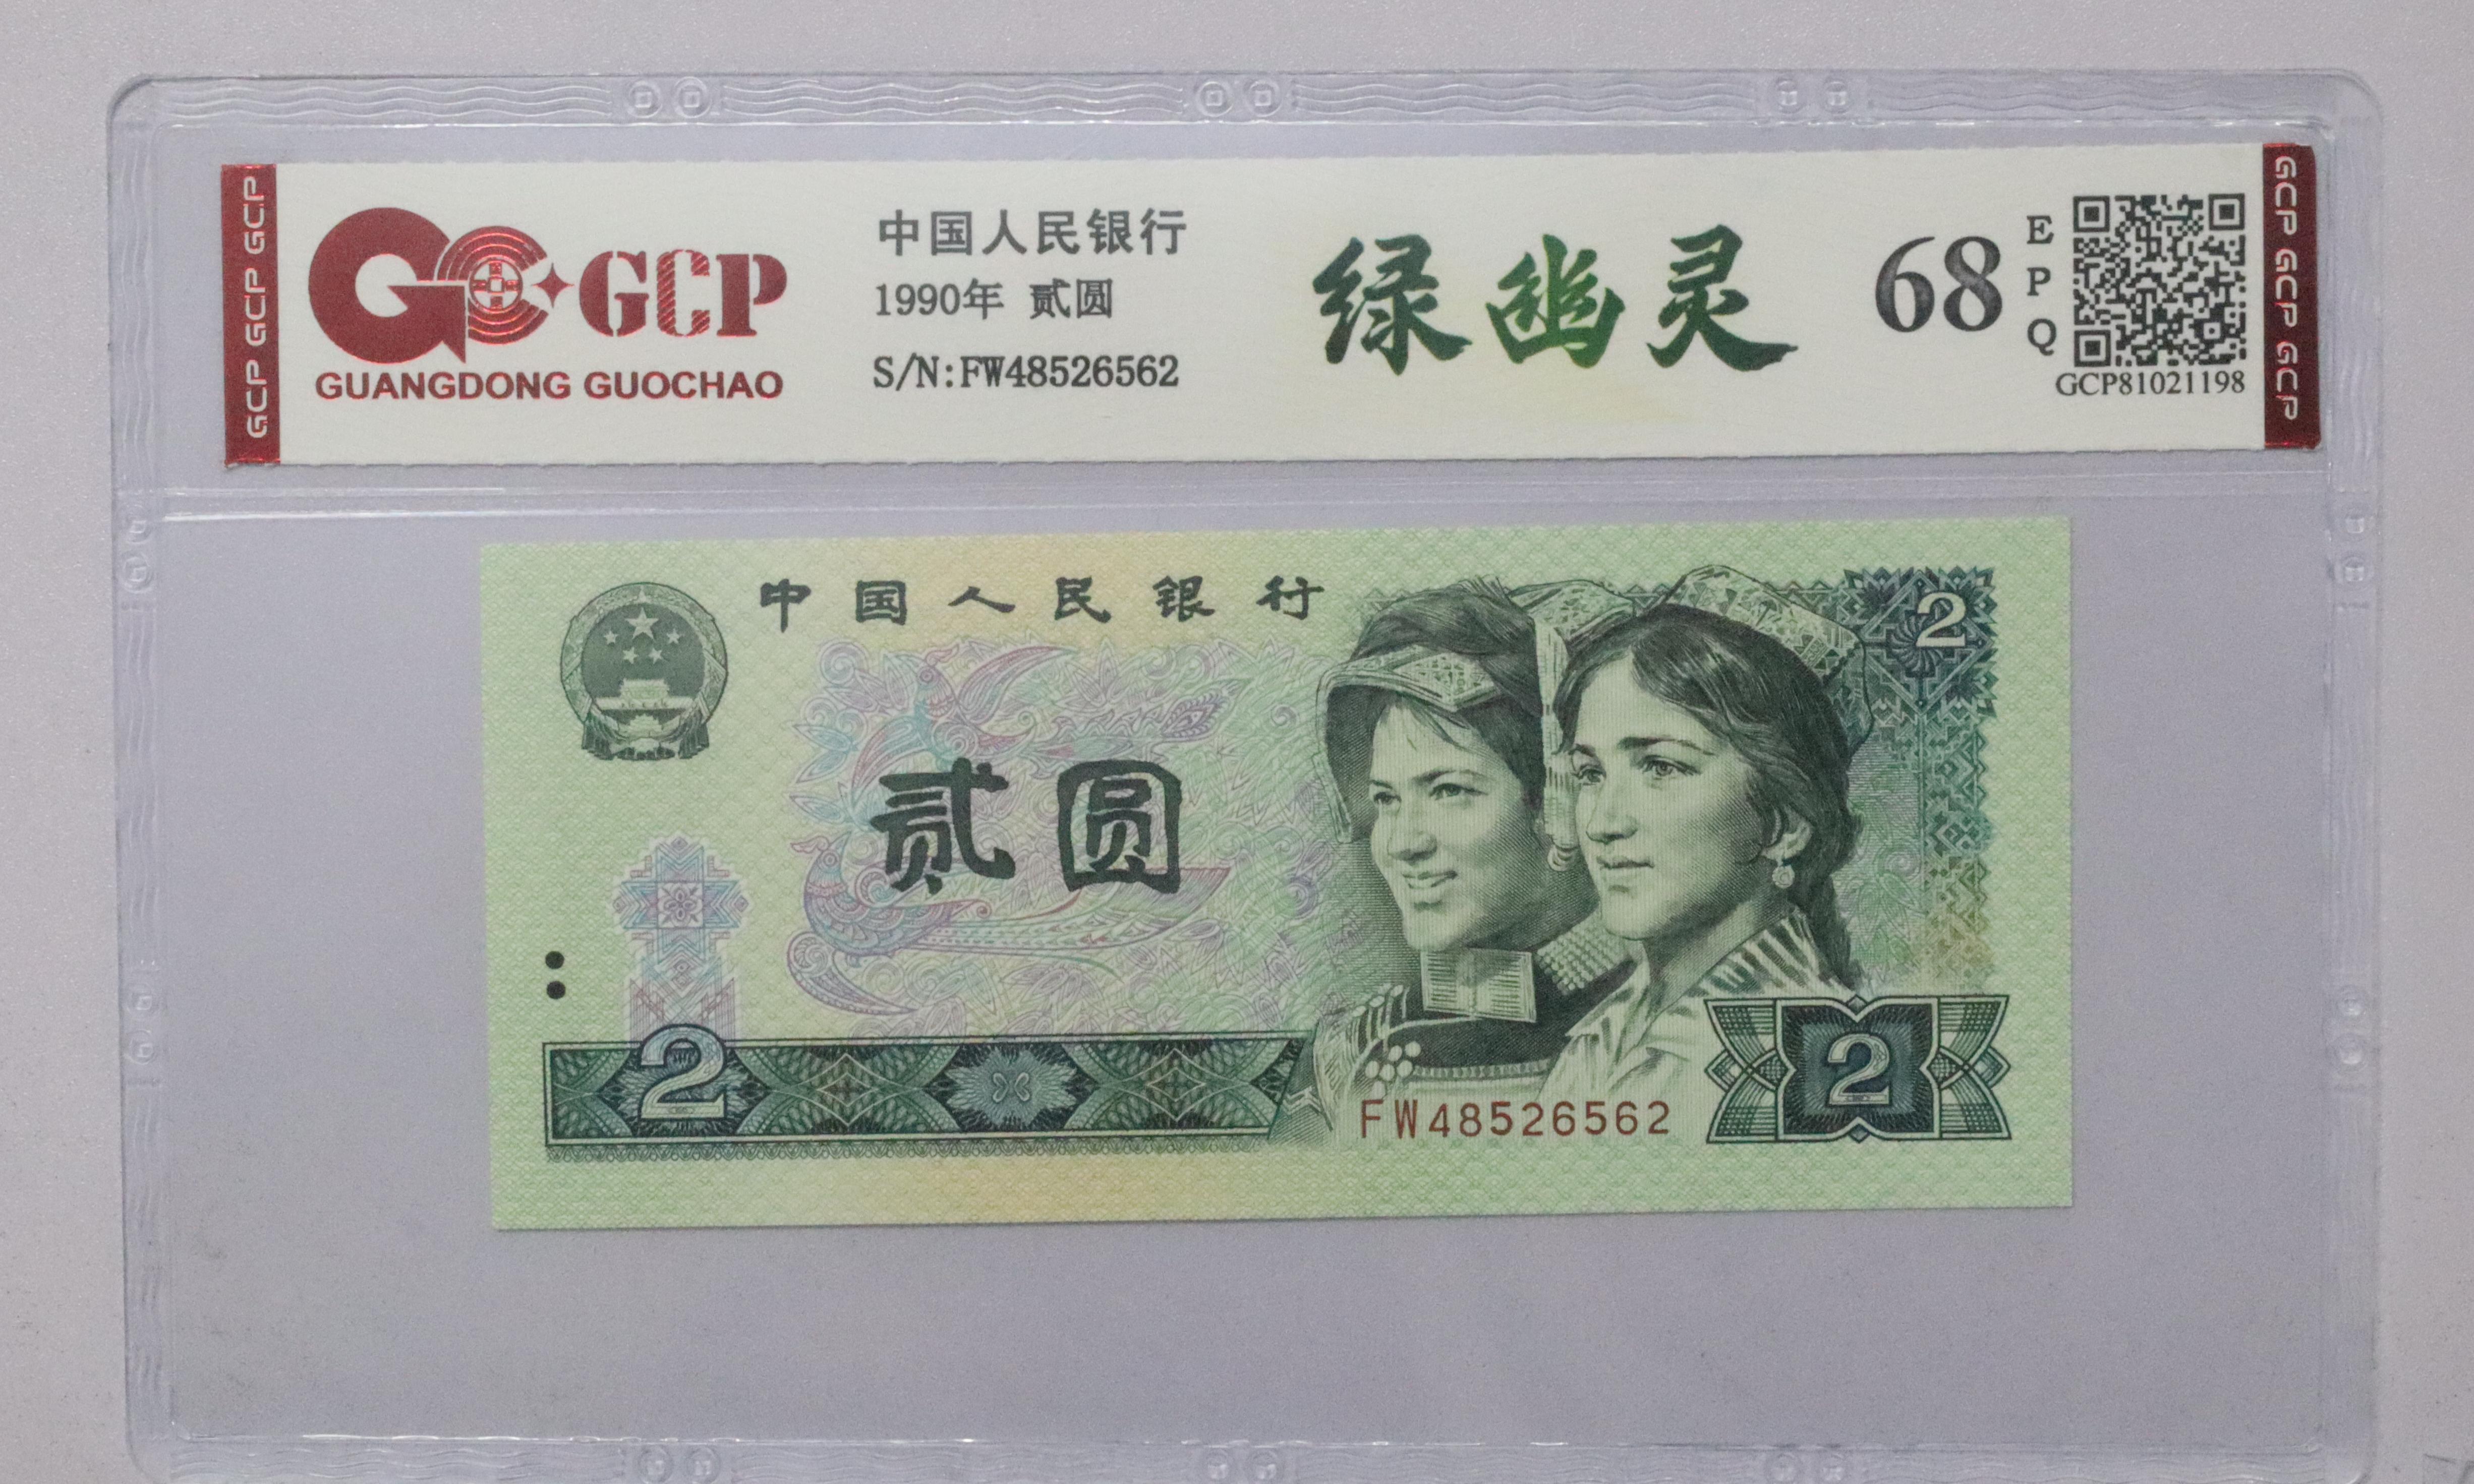 GCP GCP GCP
GCP
GUANGDONG GUOCHAO
中国人民银行
1990年 贰圆
S/N:FW48526562
绿幽灵
68
E
P
Q
GCP81021198
GCP GCP GCP
中国人民银行
2
贰圆
2
FW48526562
2